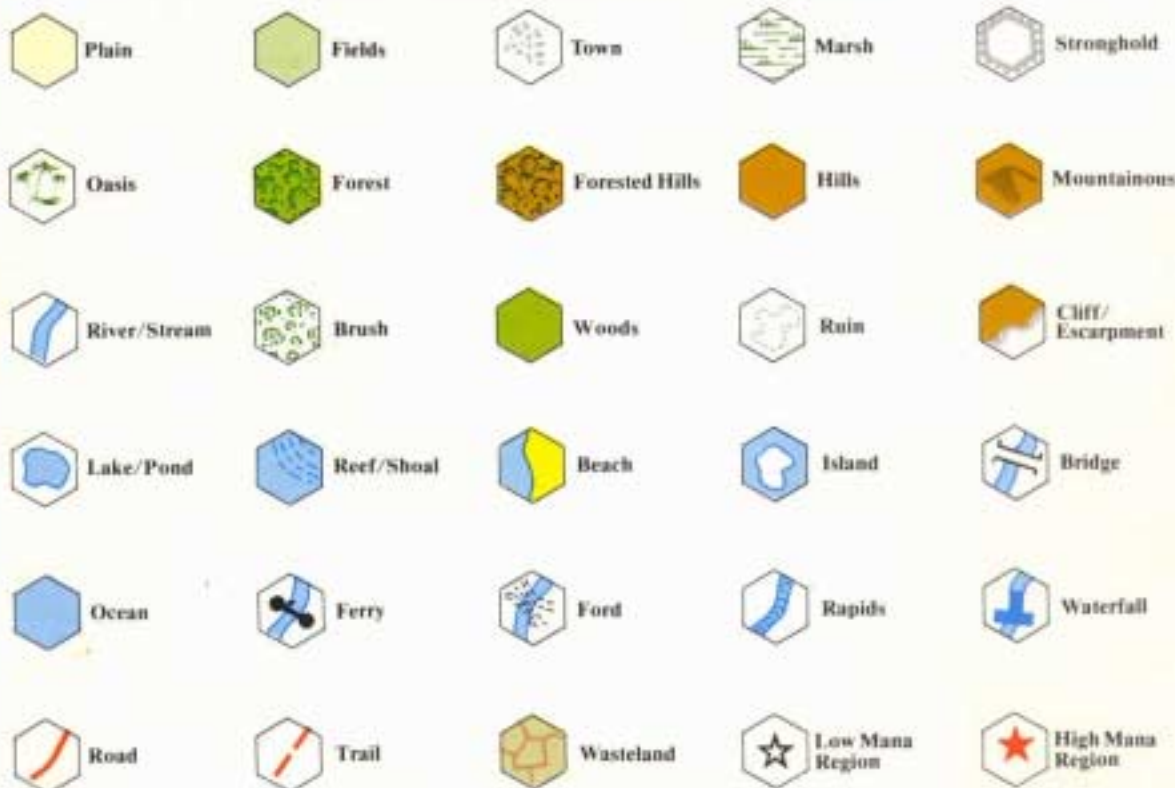 Plain
Fields
Town
Marsh
Stronghold
Oasis
Forest
Forested Hills
Hills
Mountainous
River/Stream
Brush
Woods
Ruin
Cliff/
Escarpment
Lake/Pond
Reef/Shoal
Beach
Island
Bridge
Ocean
Ferry
Ford
Rapids
Waterfall
Road
Trail
Wasteland
Low Mana
Region
High Mana
Region